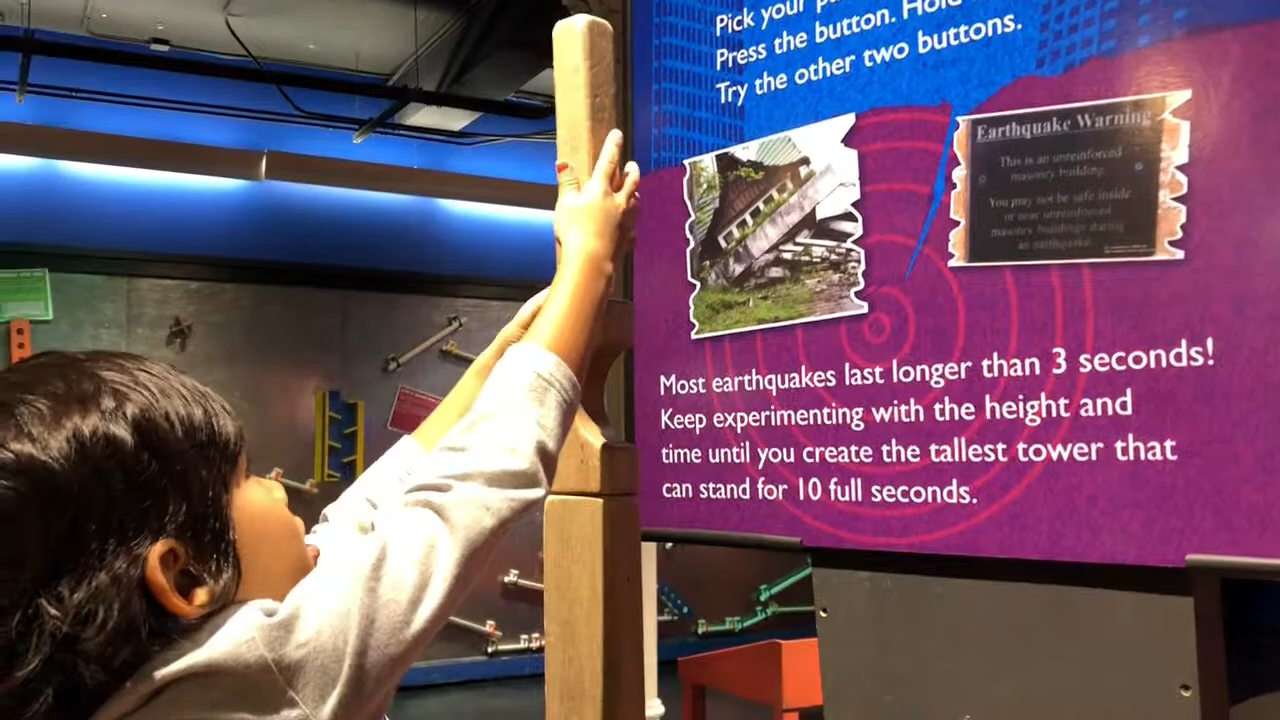 Pick your
Press the button. Hold
Try the other two buttons.
Earthquake Warning
This is an unreinforced
masonry building.
You may not be safe inside
or near unreinforced
masonry buildings during
an earthquake.
Most earthquakes last longer than 3 seconds!
Keep experimenting with the height and
time until you create the tallest tower that
can stand for 10 full seconds.